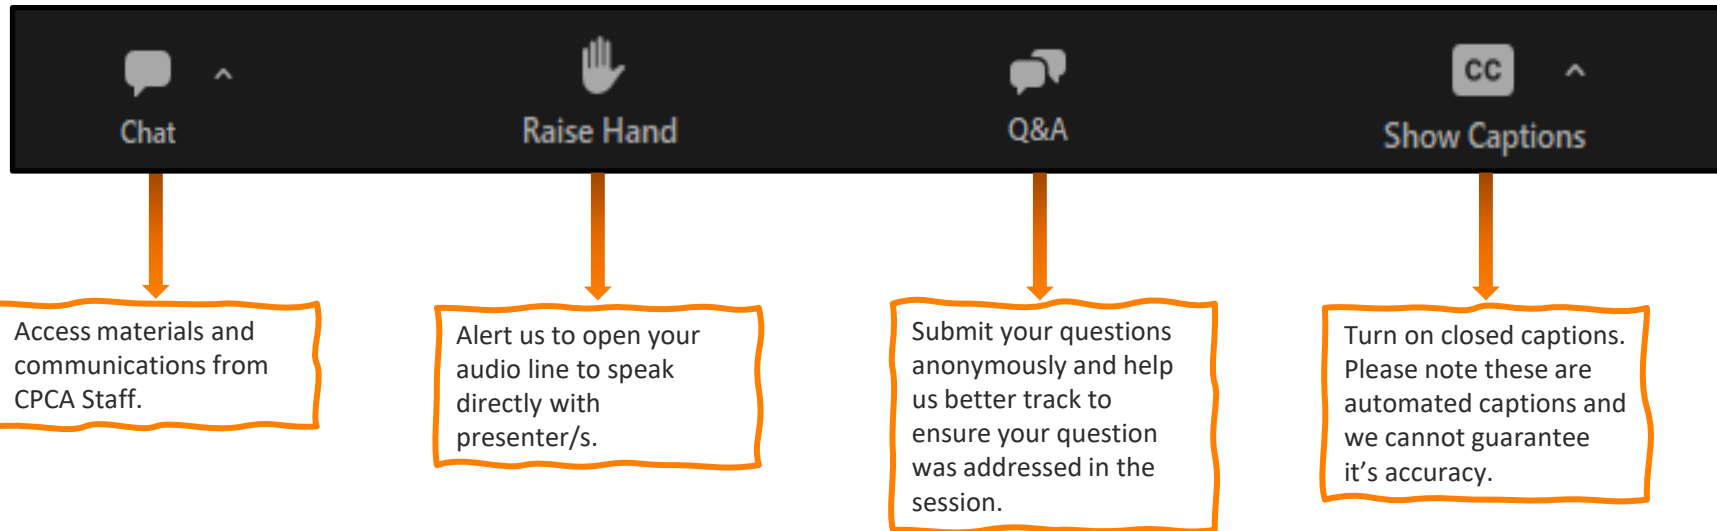 Chat
Raise Hand
Q&A
CC
Show Captions
Access materials and
communications from
CPCA Staff.
Alert us to open your
audio line to speak
directly with
presenter/s.
Submit your questions
anonymously and help
us better track to
ensure your question
was addressed in the
session.
Turn on closed captions.
Please note these are
automated captions and
we cannot guarantee
it’s accuracy.